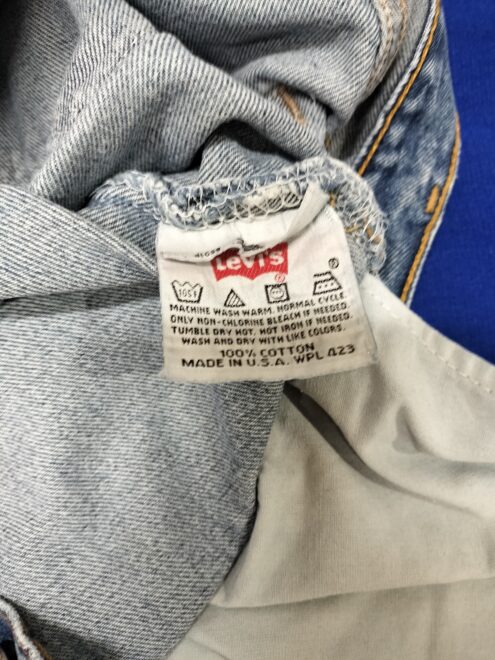 Levi's
®
105F
®
MACHINE WASH WARM. NORMAL CYCLE.
ONLY NON-CHLORINE BLEACH IF NEEDED.
TUMBLE DRY HOT. HOT IRON IF NEEDED.
WASH AND DRY WITH LIKE COLORS.
100% COTTON
MADE IN U.S.A. WPL 423